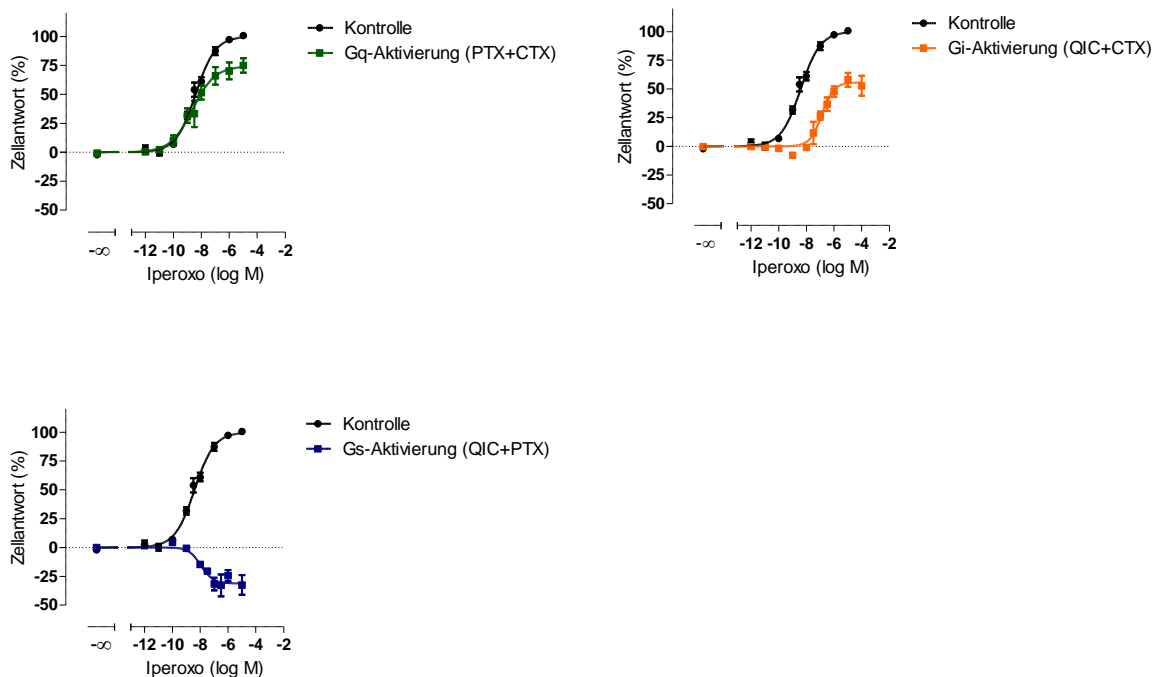 Kontrolle
Gq-Aktivierung (PTX+CTX)
Zellantwort (%)
100
75
50
25
0
-25
-50
-∞ -12 -10 -8 -6 -4 -2
Iperoxo (log M)
Kontrolle
Gi-Aktivierung (QIC+CTX)
Zellantwort (%)
100
75
50
25
0
-25
-50
-∞ -12 -10 -8 -6 -4 -2
Iperoxo (log M)
Kontrolle
Gs-Aktivierung (QIC+PTX)
Zellantwort (%)
100
75
50
25
0
-25
-50
-∞ -12 -10 -8 -6 -4 -2
Iperoxo (log M)